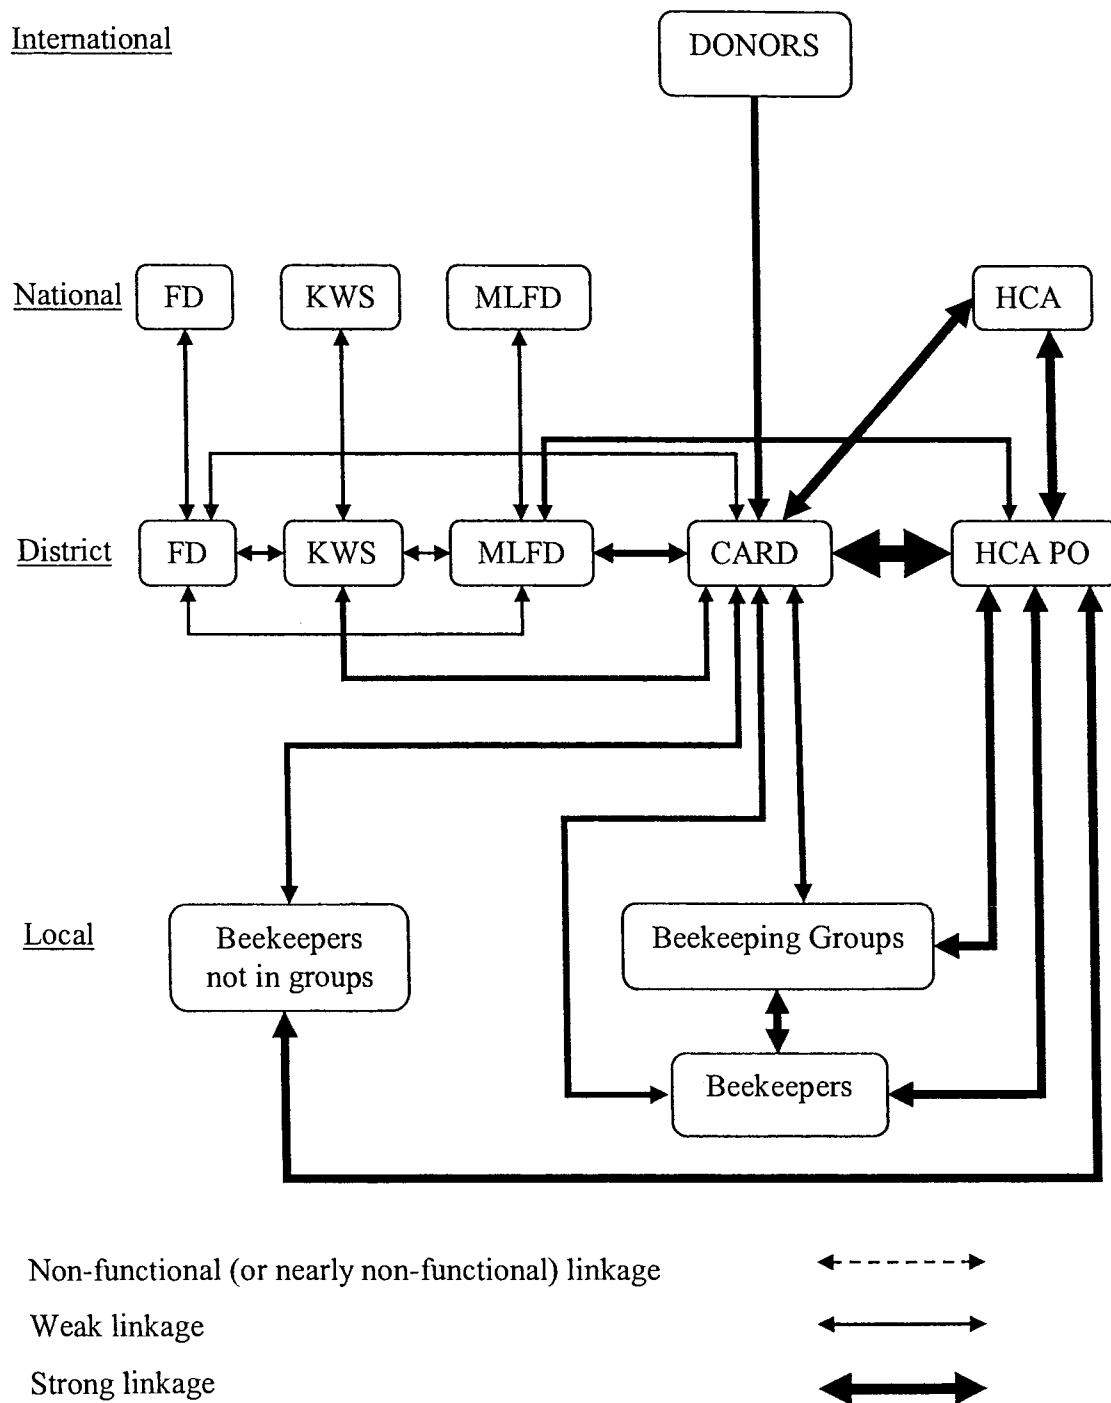 International
DONORS
National
FD
KWS
MLFD
HCA
District
FD
KWS
MLFD
CARD
HCA PO
Local
Beekeepers
not in groups
Beekeeping Groups
Beekeepers
Non-functional (or nearly non-functional) linkage
Weak linkage
Strong linkage